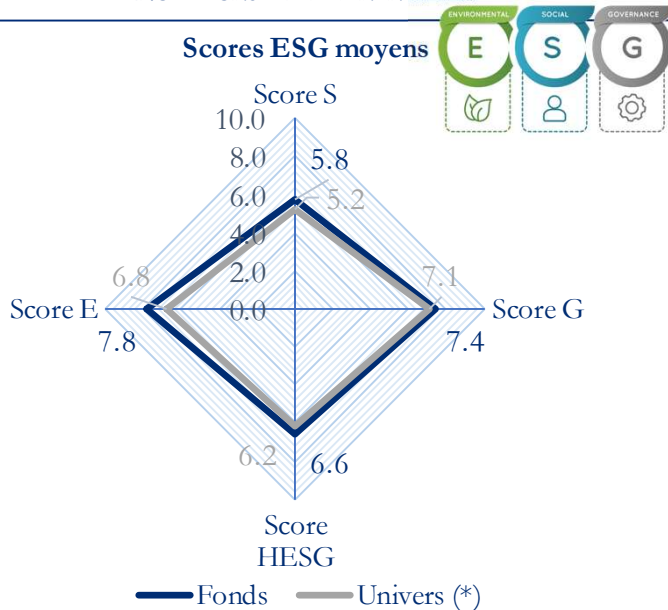 ENVIRONMENTAL
SOCIAL
GOVERNANCE
E
S
G
Scores ESG moyens
Score S
10.0
8.0
6.0
4.0
2.0
0.0
5.8
5.2
6.8
7.1
Score E
7.8
Score G
7.4
6.2
6.6
Score
HESG
Fonds
Univers (*)